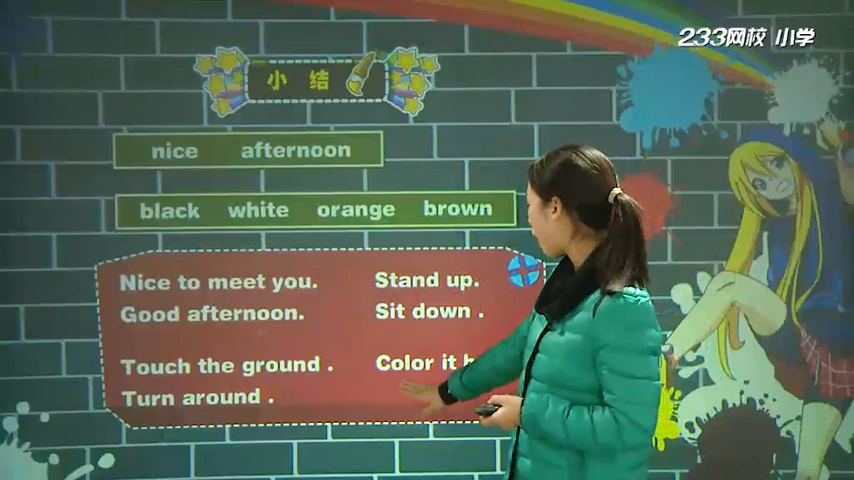 233网校 小学
小 结
nice afternoon
black white orange brown
Nice to meet you. Stand up.
Good afternoon. Sit down .
Touch the ground . Color it
Turn around .